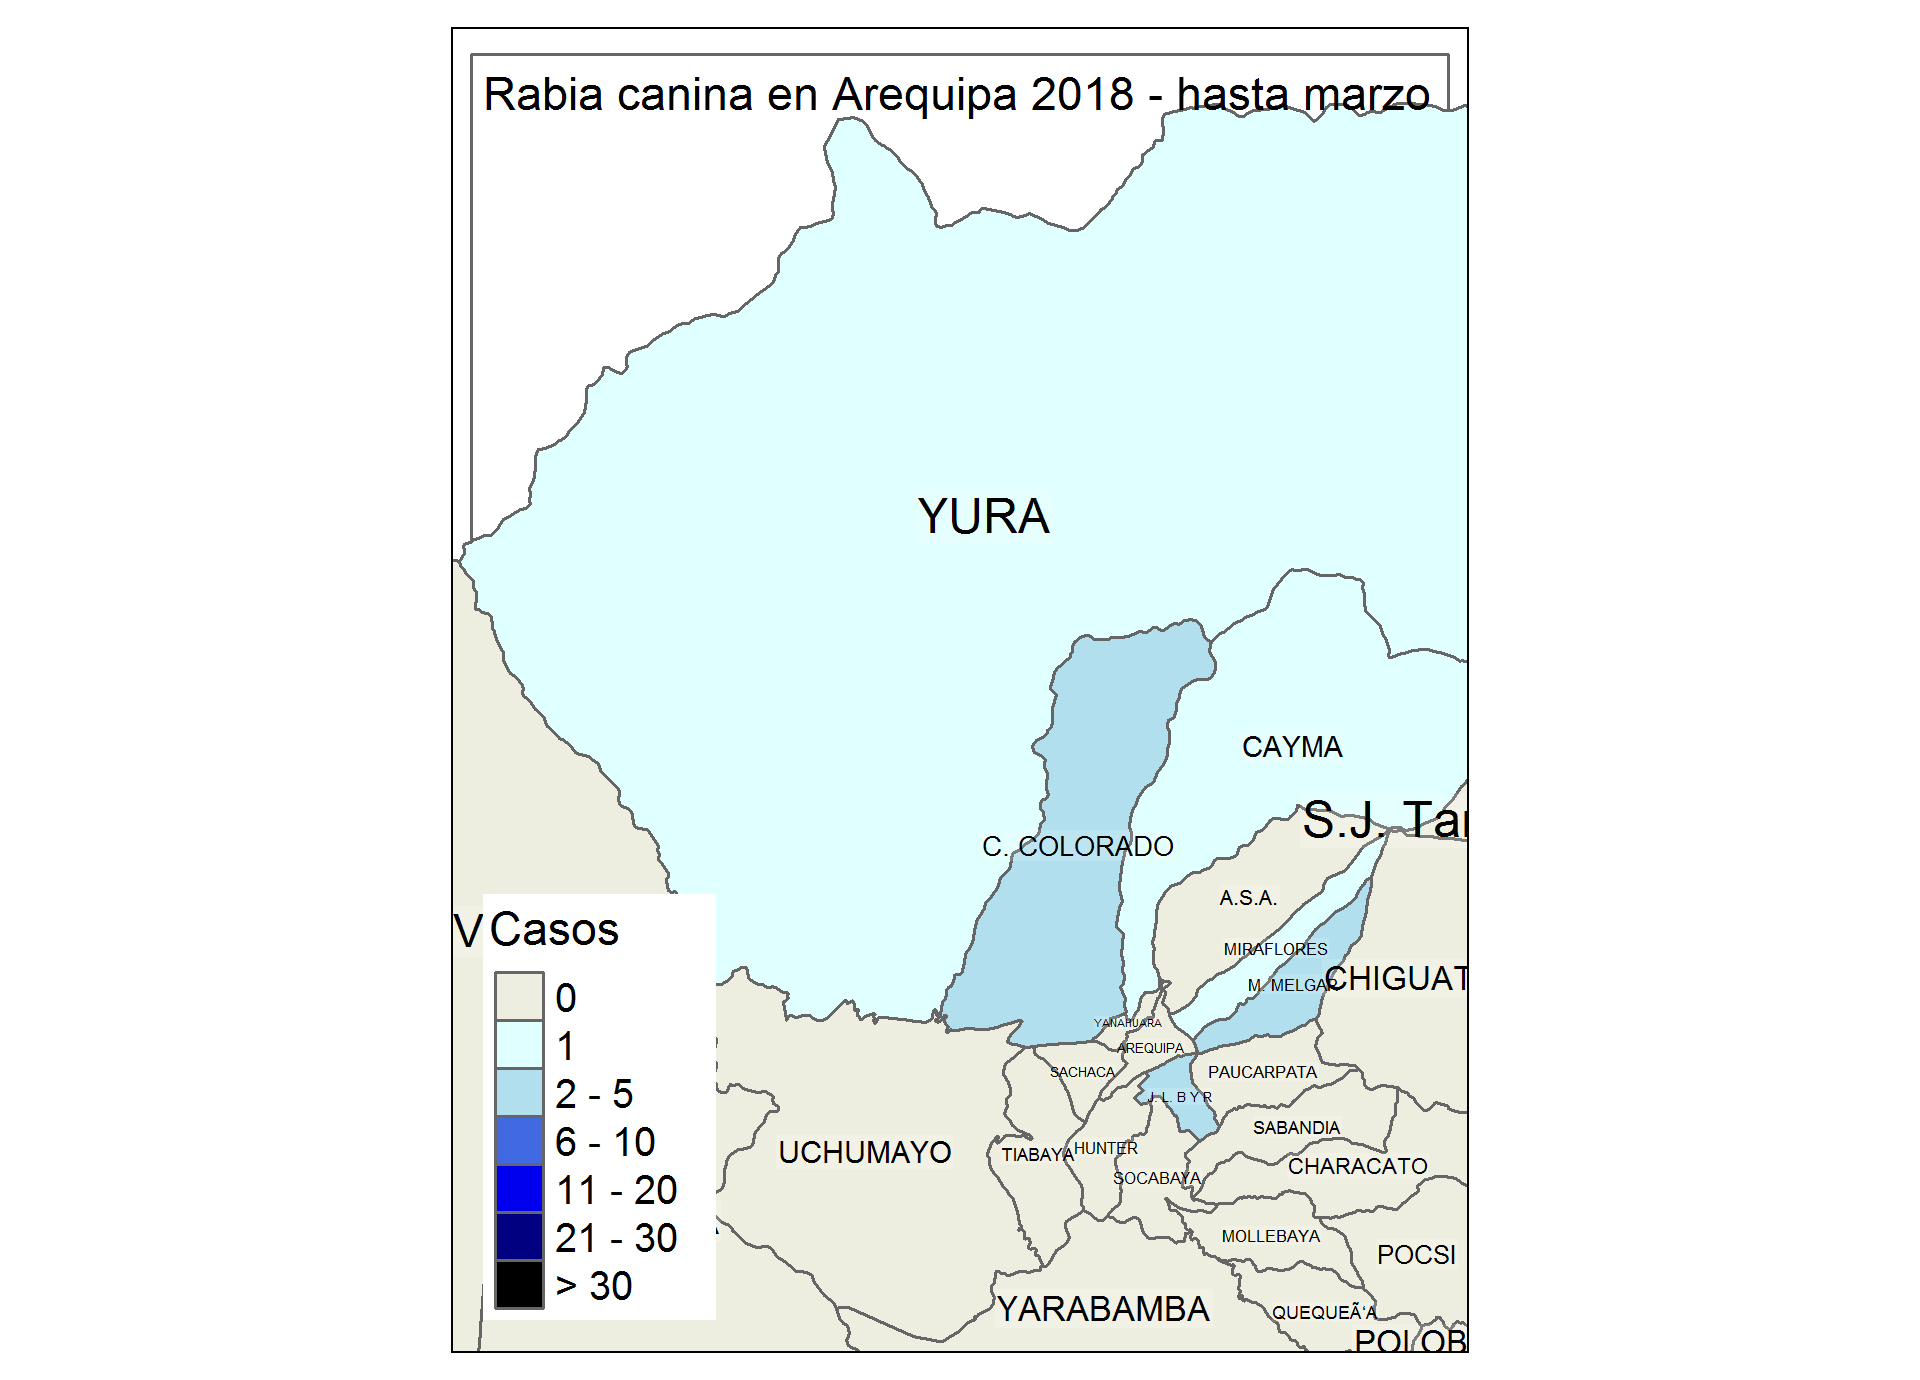 Rabia canina en Arequipa 2018 - hasta marzo
YURA
CAYMA
S.J. Tar
C. COLORADO
A.S.A.
V
Casos
MIRAFLORES
M. MELGAR
CHIGUAT
0
YANAHUARA
1
AREQUIPA
SACHACA
PAUCARPATA
2 - 5
J. L. B Y R
SABANDIA
6 - 10
UCHUMAYO
TIABAYA
HUNTER
CHARACATO
SOCABAYA
11 - 20
21 - 30
MOLLEBAYA
POCSI
> 30
YARABAMBA
QUEQUEÃ‘A
POLOB